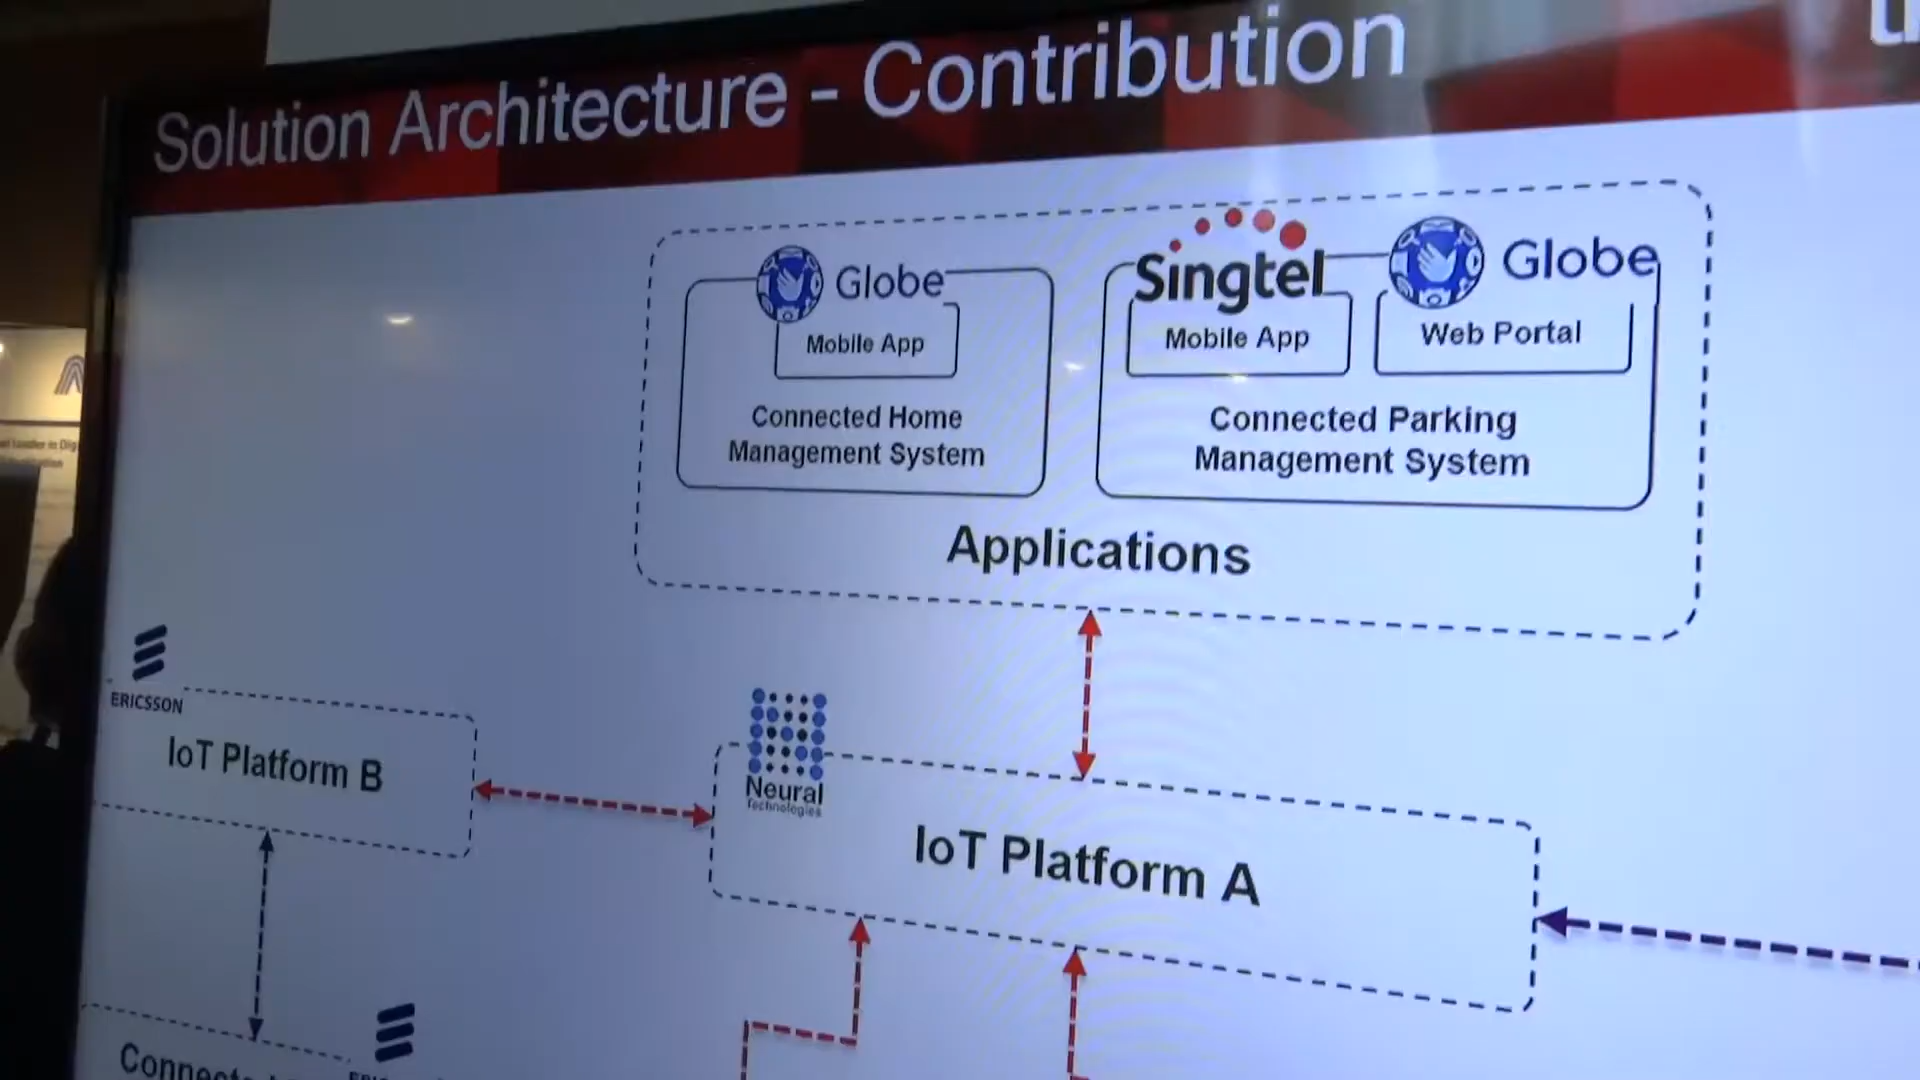 Solution Architecture - Contribution
Globe
Mobile App
Connected Home
Management System
Singtel
Mobile App
Globe
Web Portal
Connected Parking
Management System
Applications
ERICSSON
IoT Platform B
Neural
Technologies
IoT Platform A